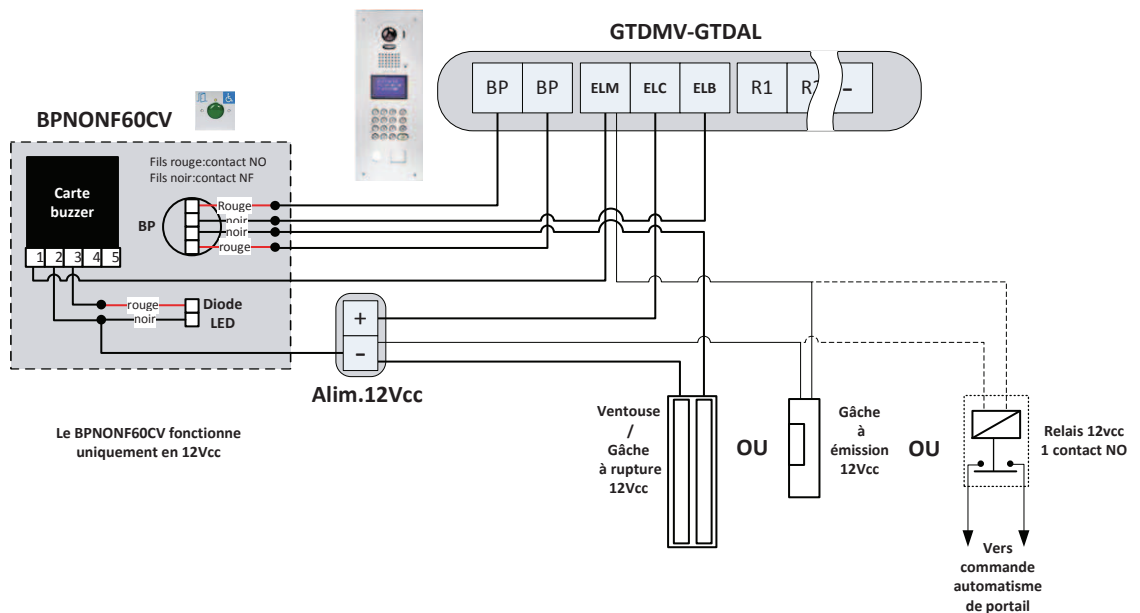 GTDMV-GTDAL
BP BP ELM ELC ELB R1 -
BPNONF60CV
Carte
buzzer
Fils rouge:contact NO
Fils noir:contact NF
BP
Rouge
noir
noir
rouge
1 2 3 4 5
rouge
noir
Diode
LED
+
-
Alim.12Vcc
Le BPNONF60CV fonctionne
uniquement en 12Vcc
Ventouse
/
Gâche
à rupture
12Vcc
OU
Gâche
à
émission
12Vcc
OU
Relais 12vcc
1 contact NO
Vers
commande
automatisme
de portail